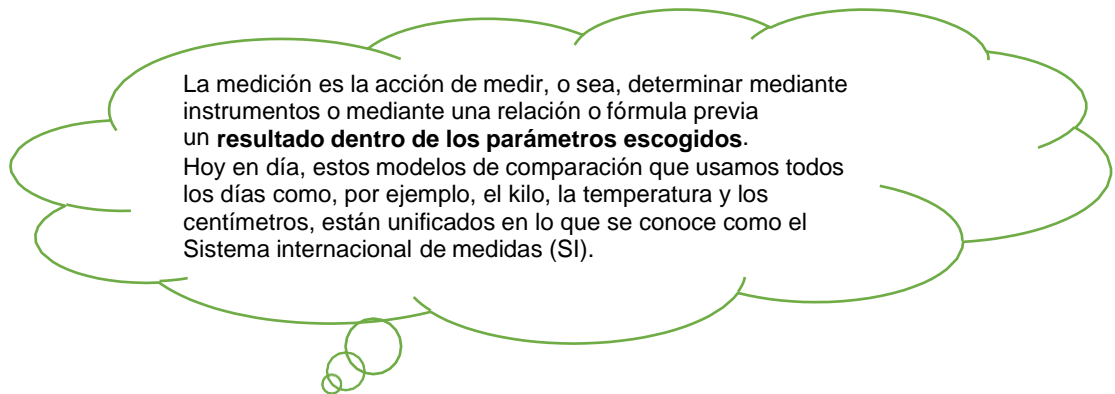 La medición es la acción de medir, o sea, determinar mediante
instrumentos o mediante una relación o fórmula previa
un resultado dentro de los parámetros escogidos.
Hoy en día, estos modelos de comparación que usamos todos
los días como, por ejemplo, el kilo, la temperatura y los
centímetros, están unificados en lo que se conoce como el
Sistema internacional de medidas (SI).